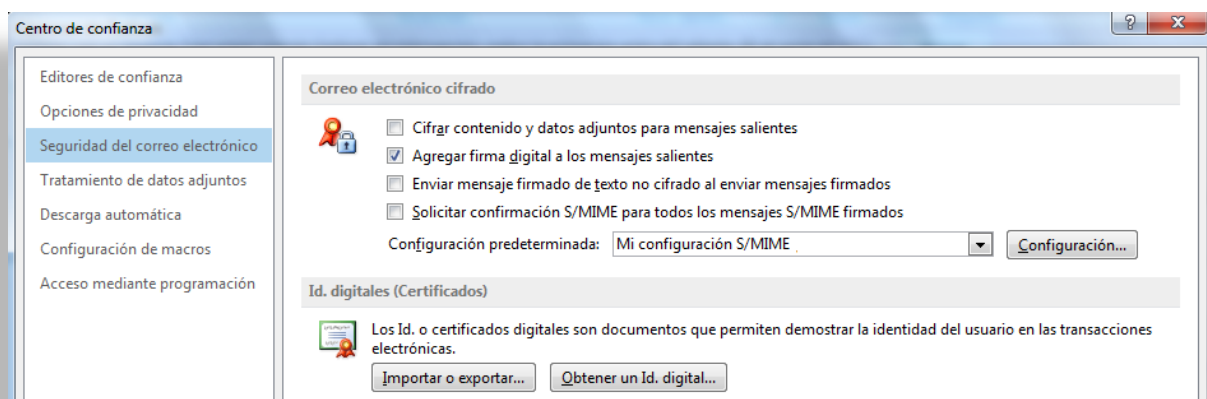 Centro de confianza
Editores de confianza
Opciones de privacidad
Seguridad del correo electrónico
Tratamiento de datos adjuntos
Descarga automática
Configuración de macros
Acceso mediante programación
Correo electrónico cifrado
Cifrar contenido y datos adjuntos para mensajes salientes
Agregar firma digital a los mensajes salientes
Enviar mensaje firmado de texto no cifrado al enviar mensajes firmados
Solicitar confirmación S/MIME para todos los mensajes S/MIME firmados
Configuración predeterminada: Mi configuración S/MIME Configuración...
Id. digitales (Certificados)
Los Id. o certificados digitales son documentos que permiten demostrar la identidad del usuario en las transacciones
electrónicas.
Importar o exportar... Obtener un Id. digital...